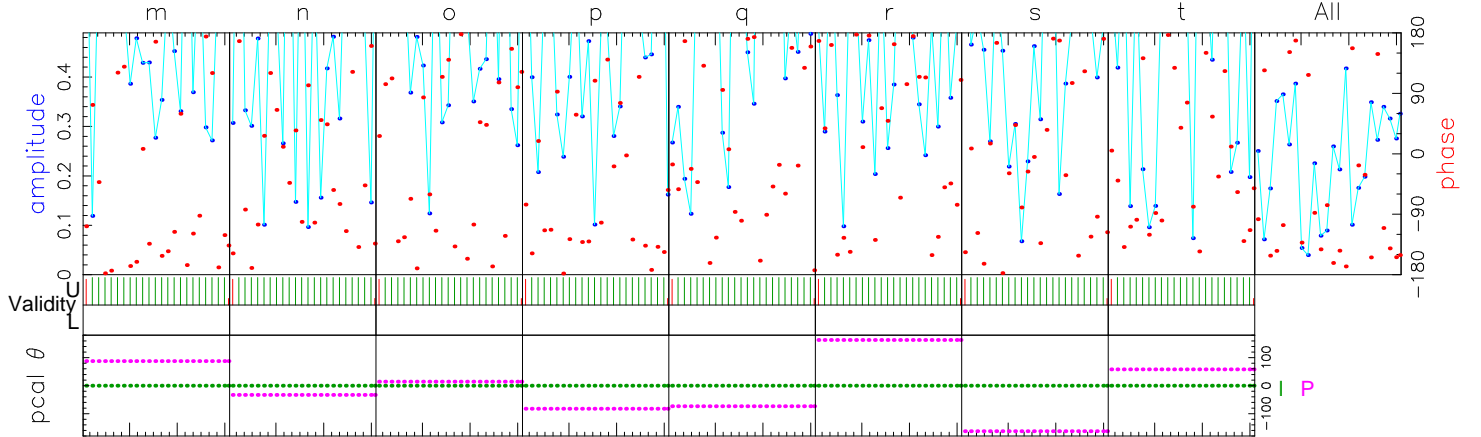 m n o p q r s t All
amplitude
0.4
0.3
0.2
0.1
0
180
90
0
−90
−180
phase
U
Validity
L
pcal θ
100
0
−100
I P